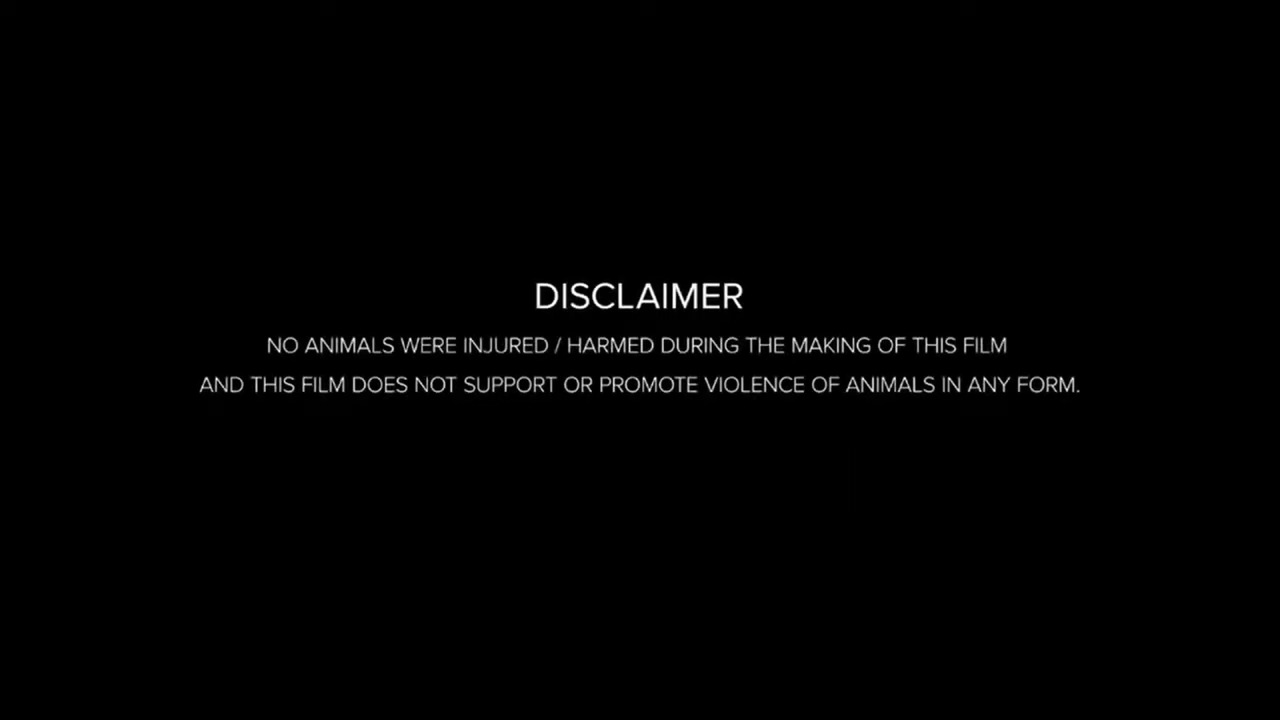 DISCLAIMER
NO ANIMALS WERE INJURED / HARMED DURING THE MAKING OF THIS FILM
AND THIS FILM DOES NOT SUPPORT OR PROMOTE VIOLENCE OF ANIMALS IN ANY FORM.